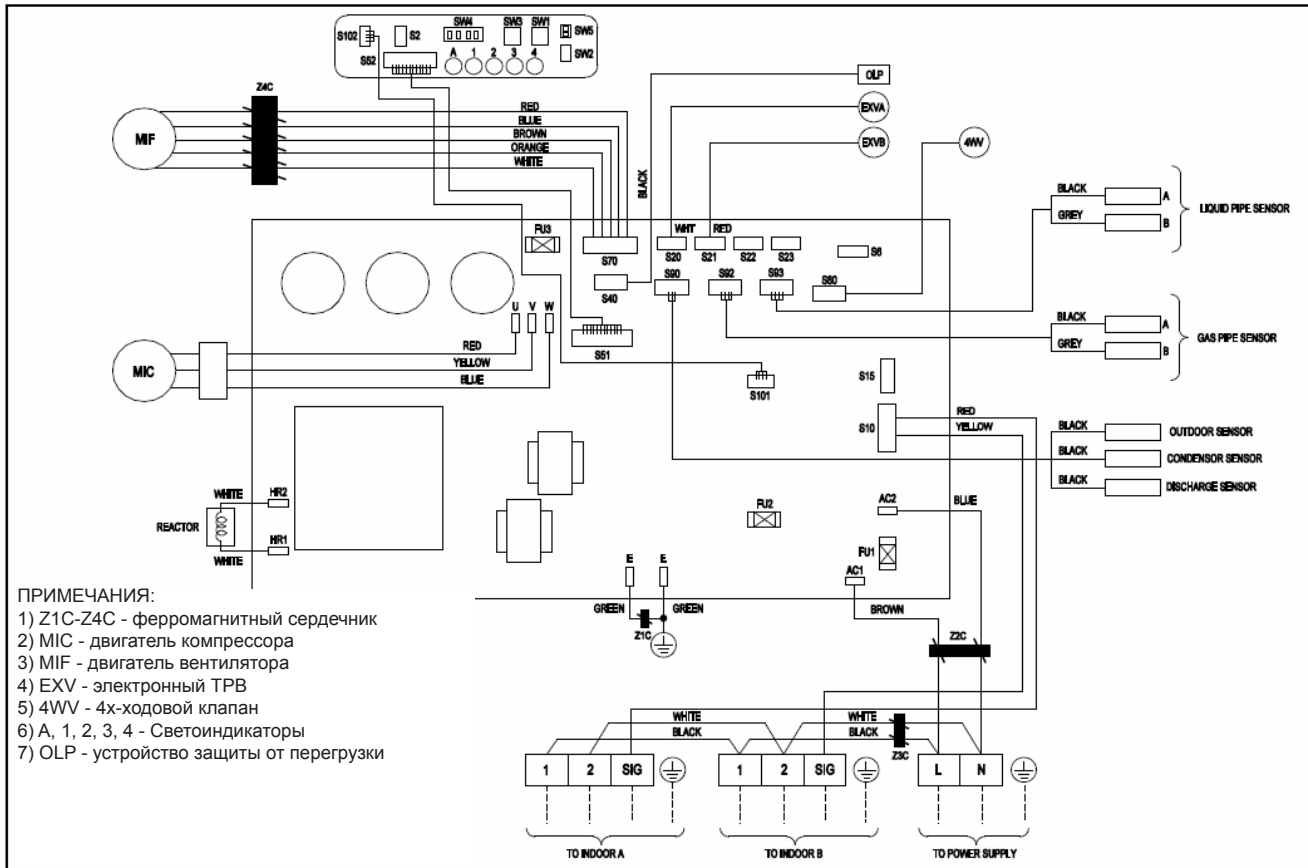 S102
S2
SW4
SW3
SW1
SW5
SW2
S52
A 1 2 3 4
Z4C
MIF
RED
BLUE
BROWN
ORANGE
WHITE
BLACK
OLP
EXVA
EXVB
4WV
BLACK
A
GREY
B
LIQUID PIPE SENSOR
FU3
S70
WHT
RED
S20
S21
S22
S23
S6
S40
S90
S92
S93
S80
BLACK
A
GREY
B
GAS PIPE SENSOR
U V W
MIC
RED
YELLOW
BLUE
S51
S101
S15
S10
RED
YELLOW
BLACK
OUTDOOR SENSOR
BLACK
CONDENSOR SENSOR
BLACK
DISCHARGE SENSOR
WHITE
HR2
REACTOR
HR1
WHITE
FU2
AC2
BLUE
FU1
AC1
BROWN
E
E
GREEN
GREEN
Z1C
Z2C
ПРИМЕЧАНИЯ:
1) Z1C-Z4C - ферромагнитный сердечник
2) MIC - двигатель компрессора
3) MIF - двигатель вентилятора
4) EXV - электронный ТРВ
5) 4WV - 4х-ходовой клапан
6) A, 1, 2, 3, 4 - Светоиндикаторы
7) OLP - устройство защиты от перегрузки
WHITE
BLACK
WHITE
BLACK
Z3C
1 2 SIG
1 2 SIG
L N
TO INDOOR A
TO INDOOR B
TO POWER SUPPLY